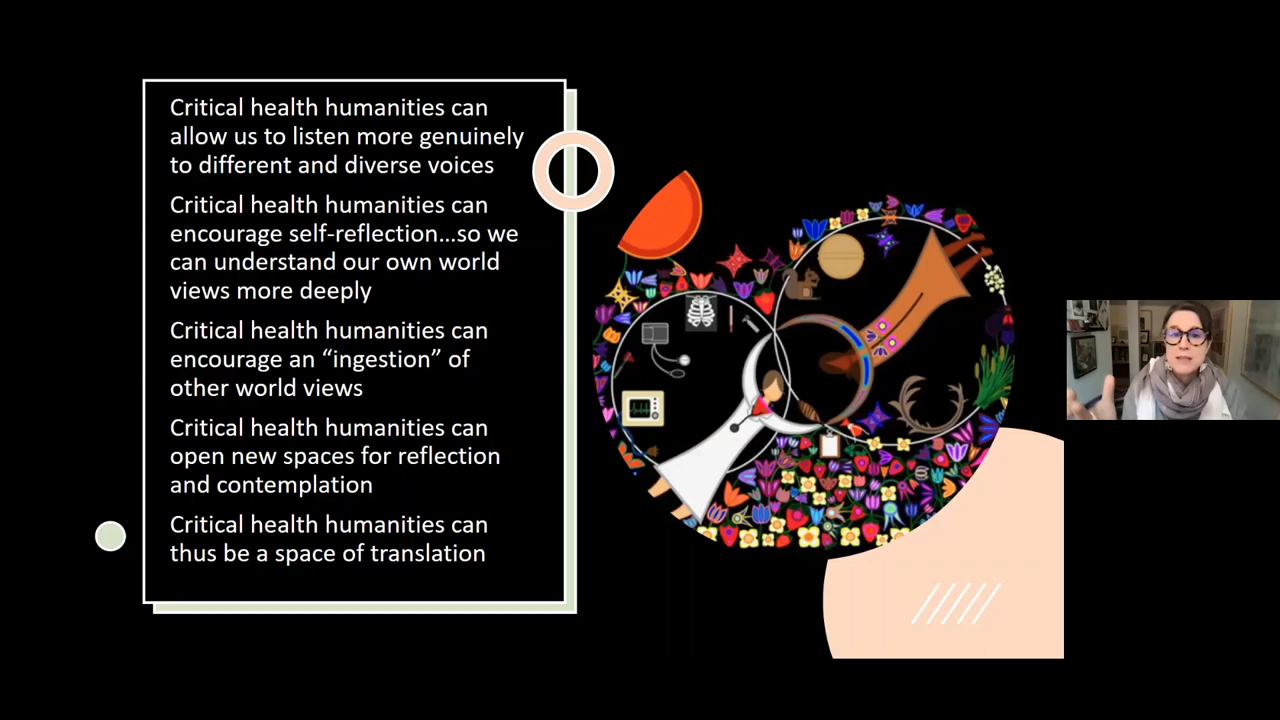 Critical health humanities can
allow us to listen more genuinely
to different and diverse voices
Critical health humanities can
encourage self-reflection…so we
can understand our own world
views more deeply
Critical health humanities can
encourage an “ingestion” of
other world views
Critical health humanities can
open new spaces for reflection
and contemplation
Critical health humanities can
thus be a space of translation